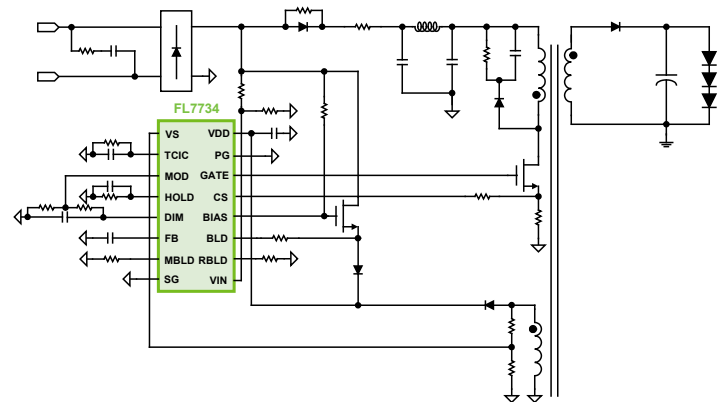 FL7734
VS VDD
TCIC PG
MOD GATE
HOLD CS
DIM BIAS
FB BLD
MBLD RBLD
SG VIN